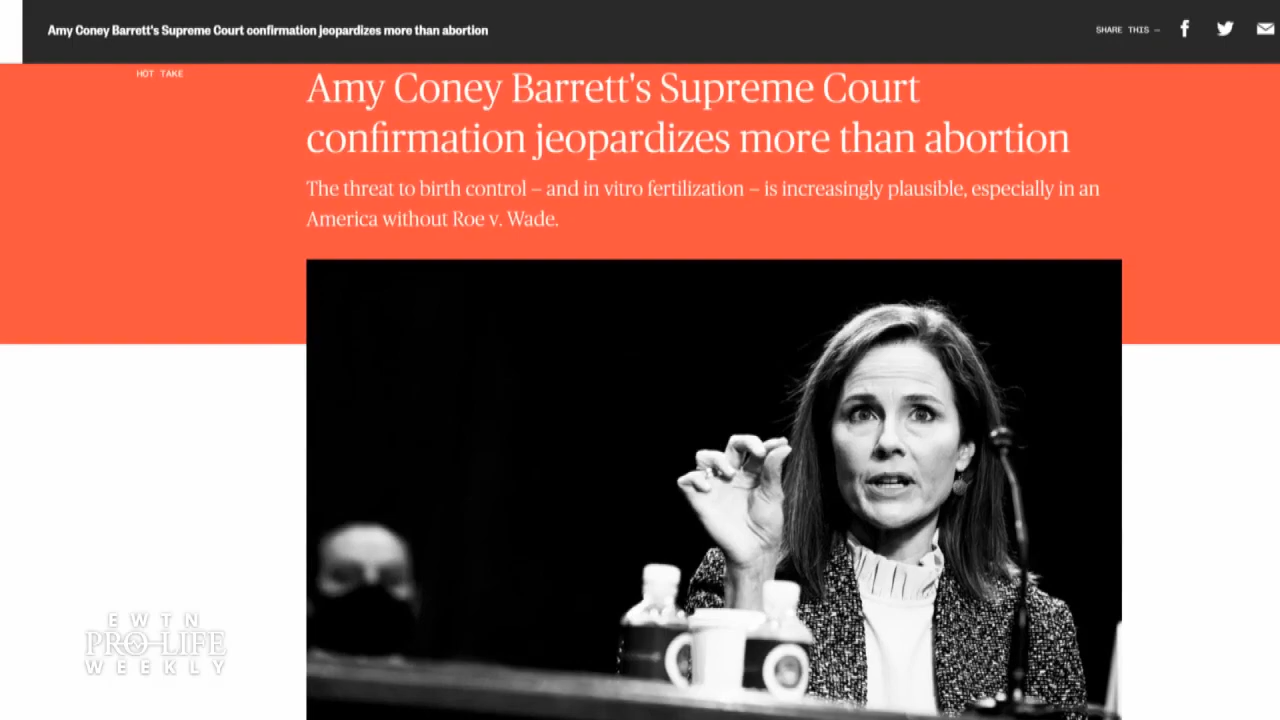 Amy Coney Barrett's Supreme Court confirmation jeopardizes more than abortion
SHARE THIS —
HOT TAKE
Amy Coney Barrett's Supreme Court
confirmation jeopardizes more than abortion
The threat to birth control — and in vitro fertilization — is increasingly plausible, especially in an
America without Roe v. Wade.
EWTN
PRO-LIFE
WEEKLY